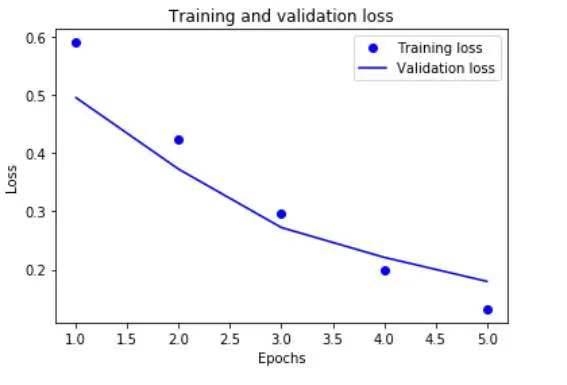 Training and validation loss
Training loss
Validation loss
0.6
0.5
0.4
0.3
0.2
Loss
1.0 1.5 2.0 2.5 3.0 3.5 4.0 4.5 5.0
Epochs